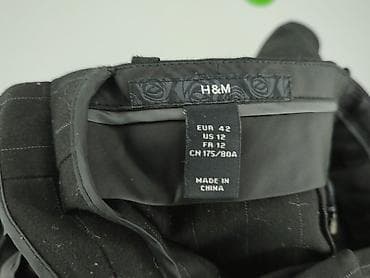 H&M
EUR 42
US 12
FR 12
CN 175/80A
MADE IN
CHINA